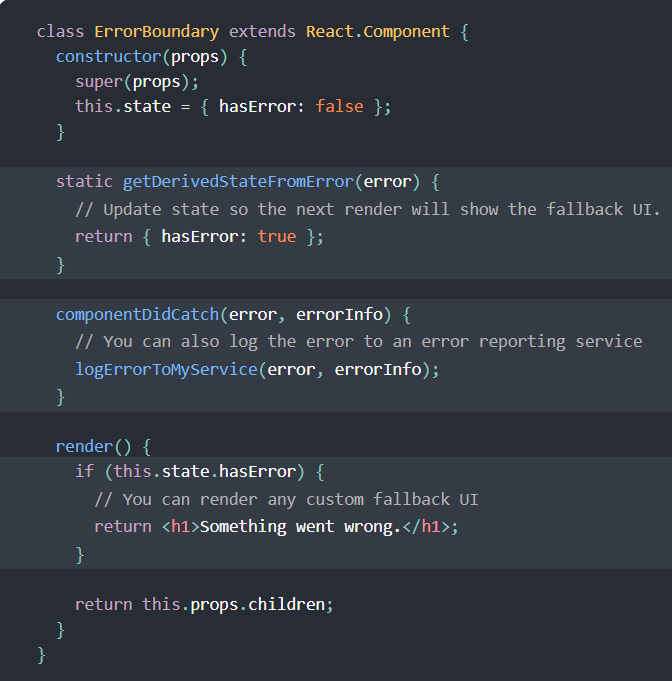 class ErrorBoundary extends React.Component {
  constructor(props) {
    super(props);
    this.state = { hasError: false };
  }

  static getDerivedStateFromError(error) {
    // Update state so the next render will show the fallback UI.
    return { hasError: true };
  }

  componentDidCatch(error, errorInfo) {
    // You can also log the error to an error reporting service
    logErrorToMyService(error, errorInfo);
  }

  render() {
    if (this.state.hasError) {
      // You can render any custom fallback UI
      return <h1>Something went wrong.</h1>;
    }

    return this.props.children;
  }
}